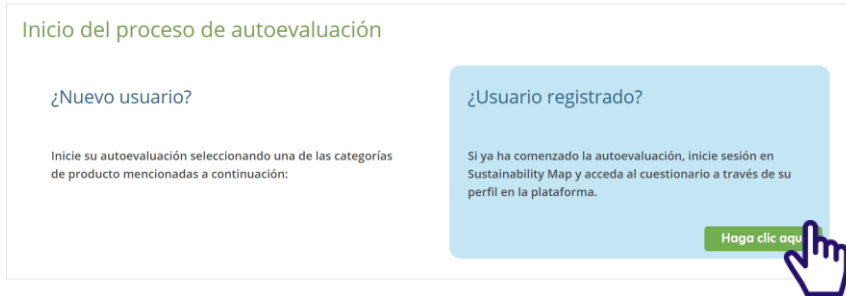 Inicio del proceso de autoevaluación
¿Nuevo usuario?
Inicie su autoevaluación seleccionando una de las categorías
de producto mencionadas a continuación:
¿Usuario registrado?
Si ya ha comenzado la autoevaluación, inicie sesión en
Sustainability Map y acceda al cuestionario a través de su
perfil en la plataforma.
Haga clic aqu